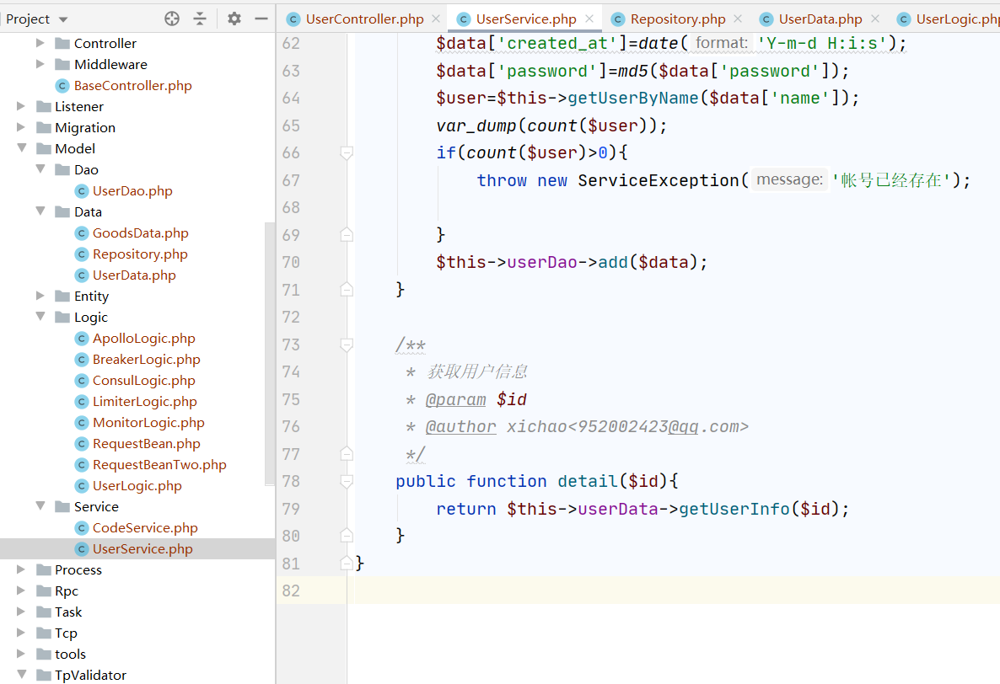 Project
UserController.php
UserService.php
Repository.php
UserData.php
UserLogic.php
Controller
Middleware
BaseController.php
Listener
Migration
Model
Dao
UserDao.php
Data
GoodsData.php
Repository.php
UserData.php
Entity
Logic
ApolloLogic.php
BreakerLogic.php
ConsulLogic.php
LimiterLogic.php
MonitorLogic.php
RequestBean.php
RequestBeanTwo.php
UserLogic.php
Service
CodeService.php
UserService.php
Process
Rpc
Task
Tcp
tools
TpValidator
62 $data['created_at']=date( format: 'Y-m-d H:i:s');
63 $data['password']=md5($data['password']);
64 $user=$this->getUserByName($data['name']);
65 var_dump(count($user));
66 if(count($user)>0){
67 throw new ServiceException( message: '帐号已经存在');
68
69 }
70 $this->userDao->add($data);
71 }
72
73 /**
74 * 获取用户信息
75 * @param $id
76 * @author xichao<952002423@qq.com>
77 */
78 public function detail($id){
79 return $this->userData->getUserInfo($id);
80 }
81 }
82